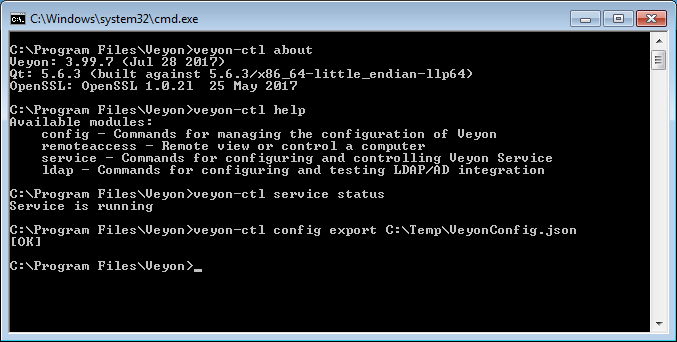 C:\Windows\system32\cmd.exe
C:\Program Files\Veyon>veyon-ctl about
Veyon: 3.99.7 (Jul 28 2017)
Qt: 5.6.3 (built against 5.6.3/x86_64-little_endian-llp64)
OpenSSL: OpenSSL 1.0.2l  25 May 2017
C:\Program Files\Veyon>veyon-ctl help
Available modules:
    config - Commands for managing the configuration of Veyon
    remoteaccess - Remote view or control a computer
    service - Commands for configuring and controlling Veyon Service
    ldap - Commands for configuring and testing LDAP/AD integration
C:\Program Files\Veyon>veyon-ctl service status
Service is running
C:\Program Files\Veyon>veyon-ctl config export C:\Temp\VeyonConfig.json
[OK]
C:\Program Files\Veyon>_